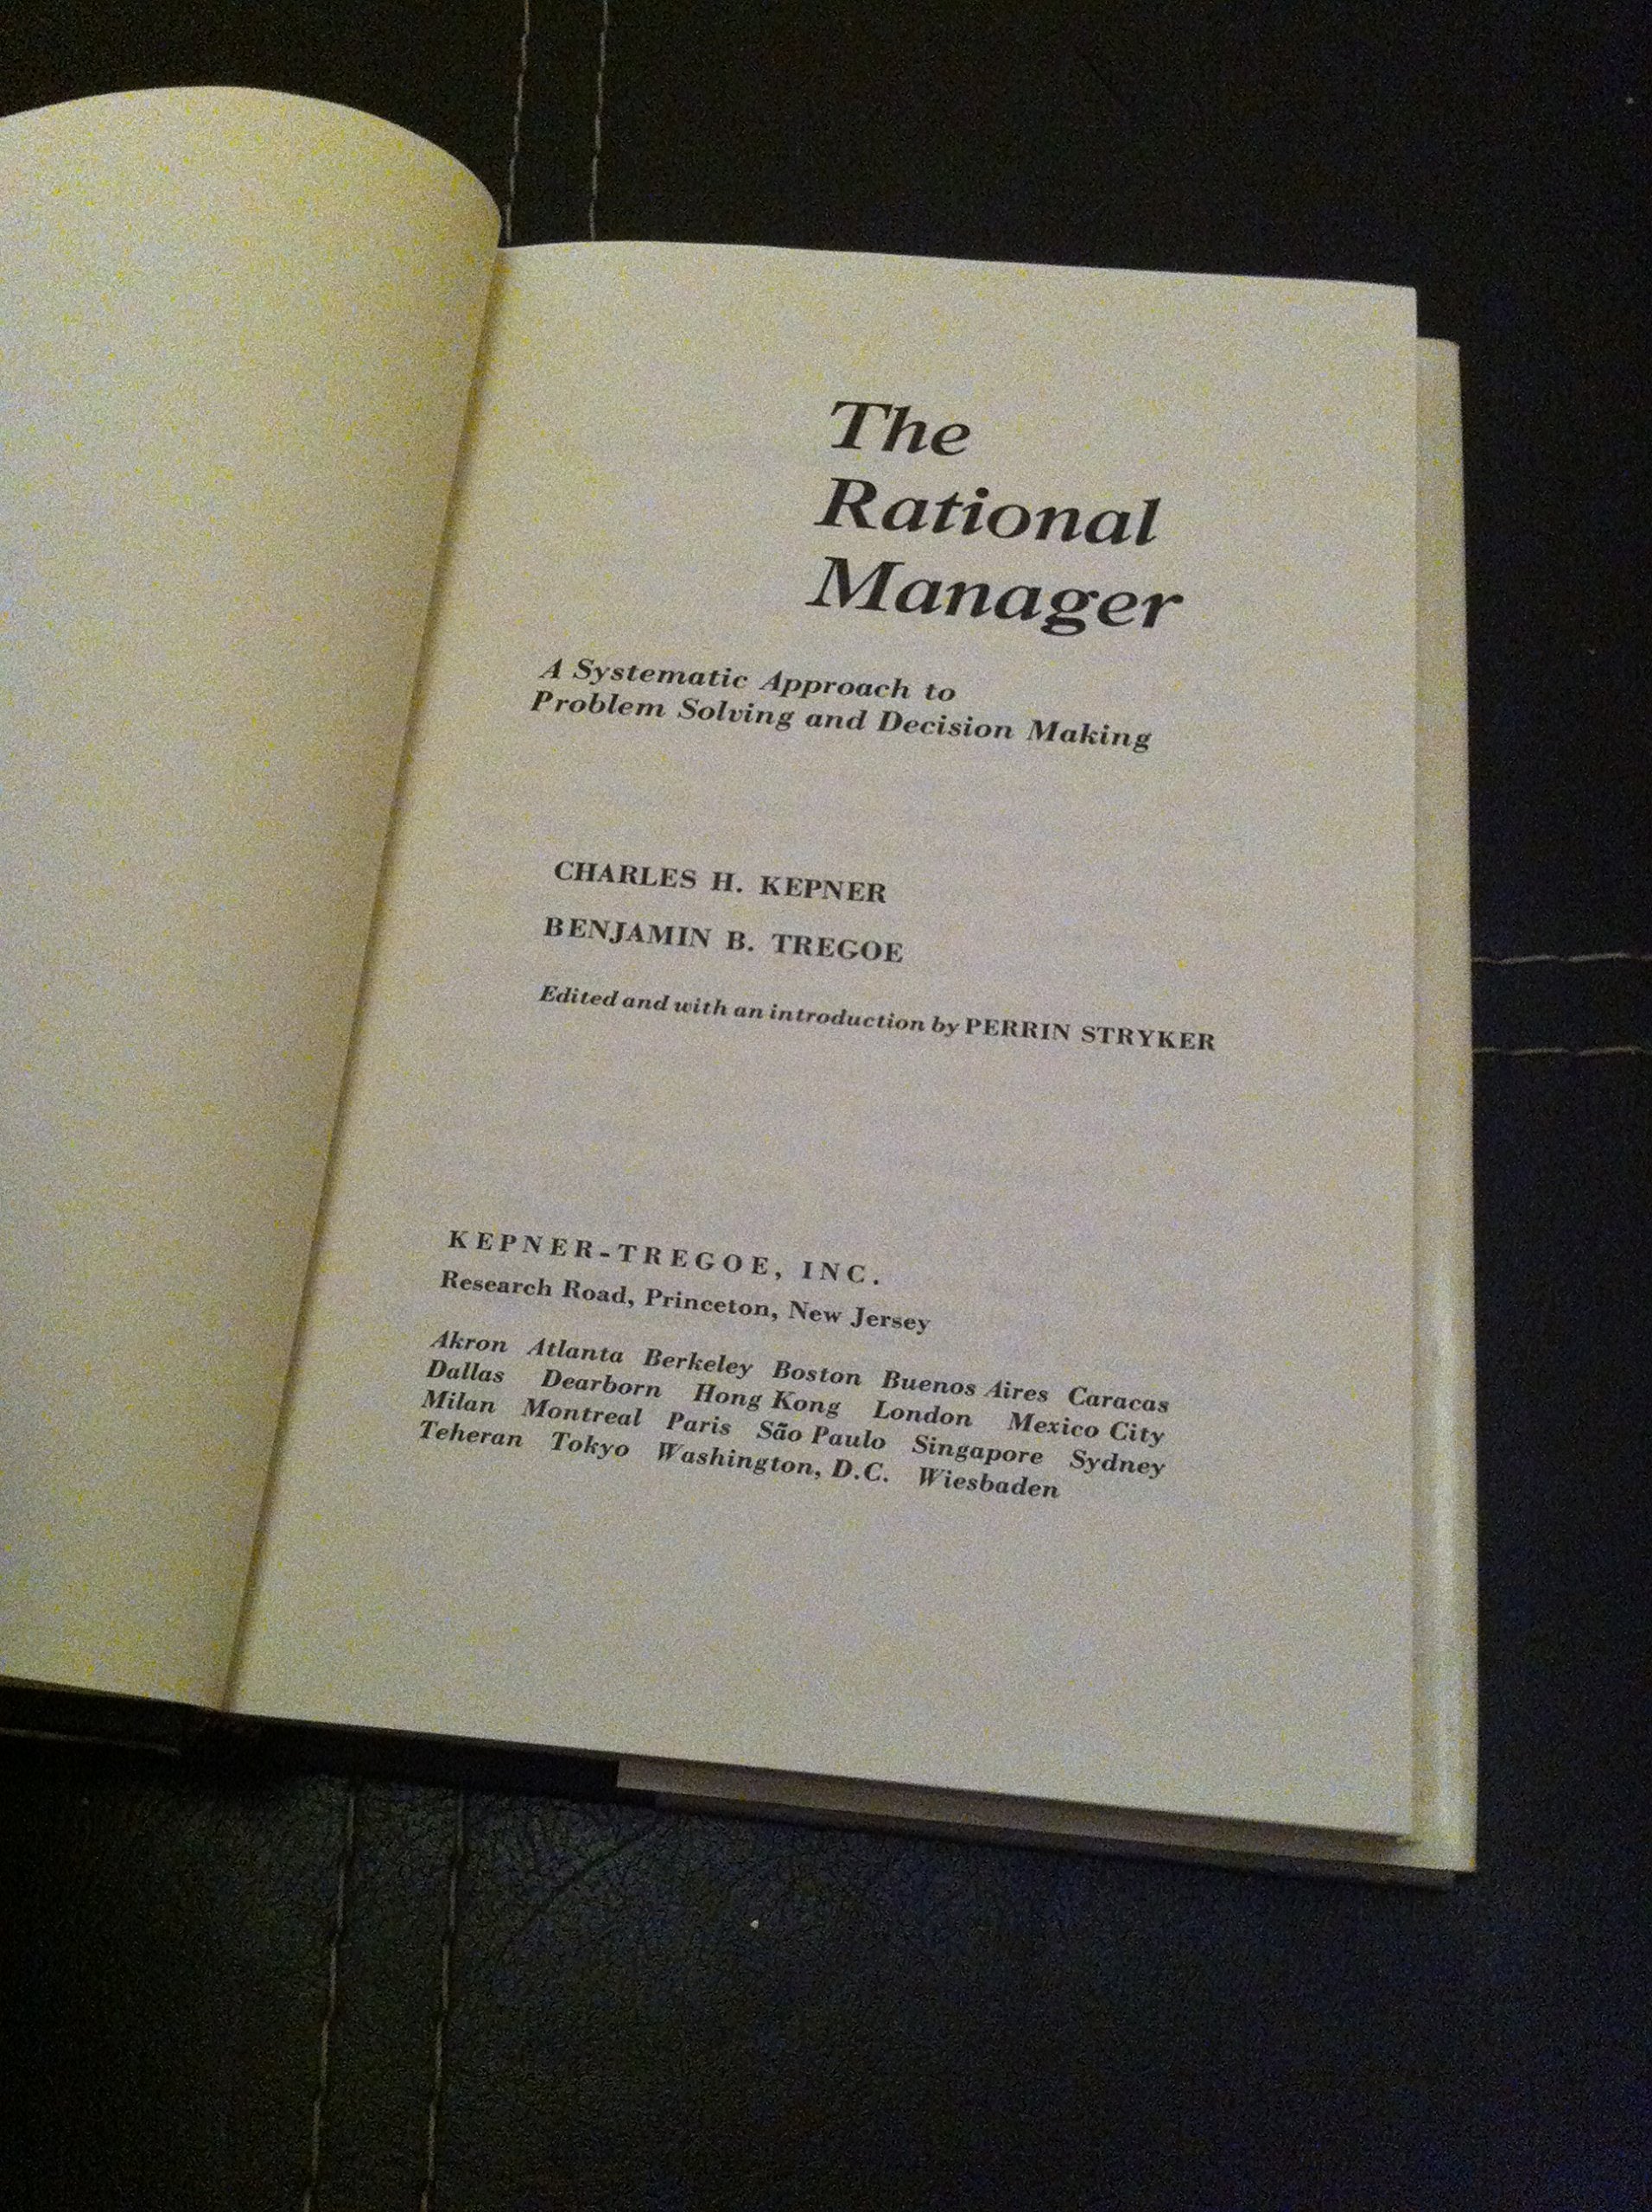 The
Rational
Manager
A Systematic Approach to
Problem Solving and Decision Making
CHARLES H. KEPNER
BENJAMIN B. TREGOE
Edited and with an introduction by PERRIN STRYKER
KEPNER-TREGOE, INC.
Research Road, Princeton, New Jersey
Akron Atlanta Berkeley Boston Buenos Aires Caracas
Dallas Dearborn Hong Kong London Mexico City
Milan Montreal Paris São Paulo Singapore Sydney
Teheran Tokyo Washington, D.C. Wiesbaden